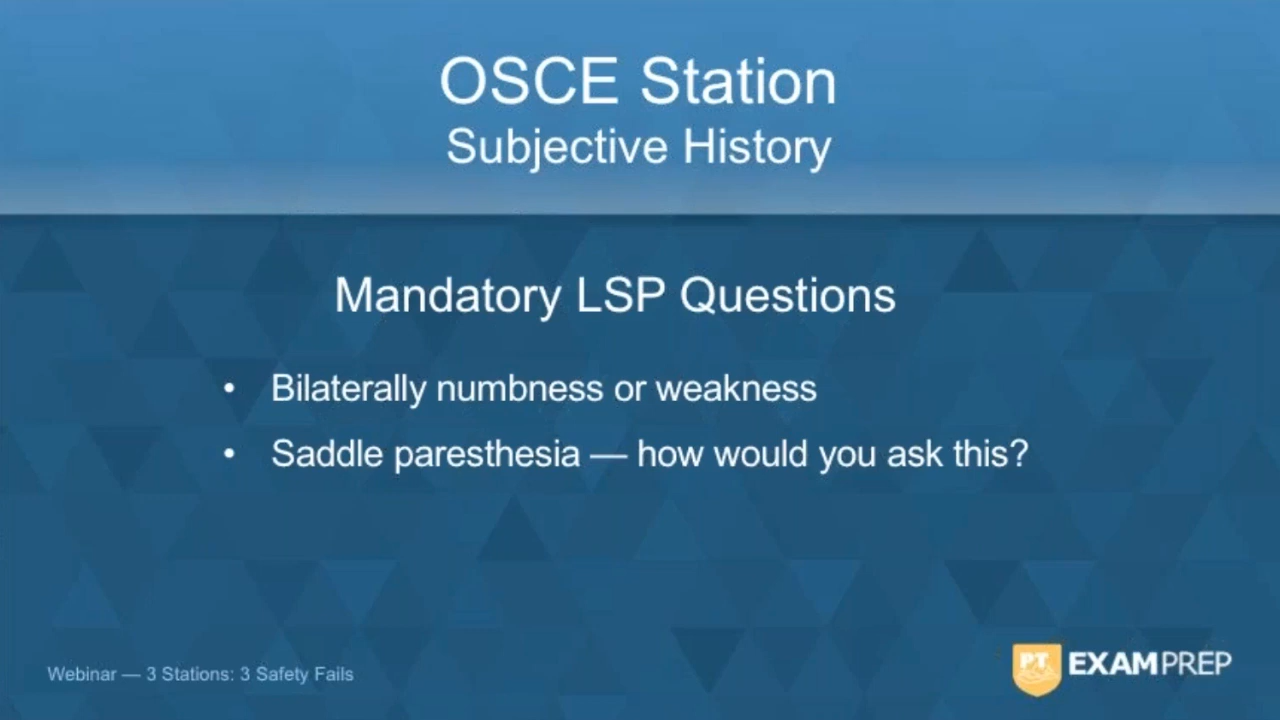 OSCE Station
Subjective History
Mandatory LSP Questions
• Bilaterally numbness or weakness
• Saddle paresthesia — how would you ask this?
Webinar — 3 Stations: 3 Safety Fails
PT EXAMPREP